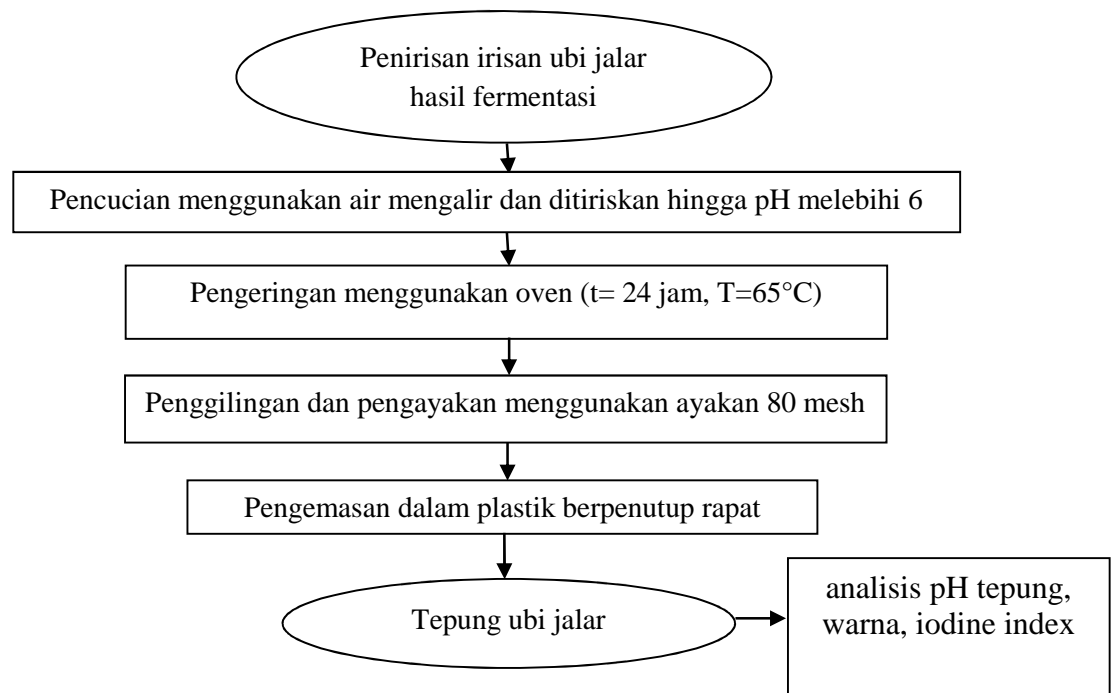 Penirisan irisan ubi jalar
hasil fermentasi
Pencucian menggunakan air mengalir dan ditiriskan hingga pH melebihi 6
Pengeringan menggunakan oven (t= 24 jam, T=65°C)
Penggilingan dan pengayakan menggunakan ayakan 80 mesh
Pengemasan dalam plastik berpenutup rapat
Tepung ubi jalar
analisis pH tepung,
warna, iodine index